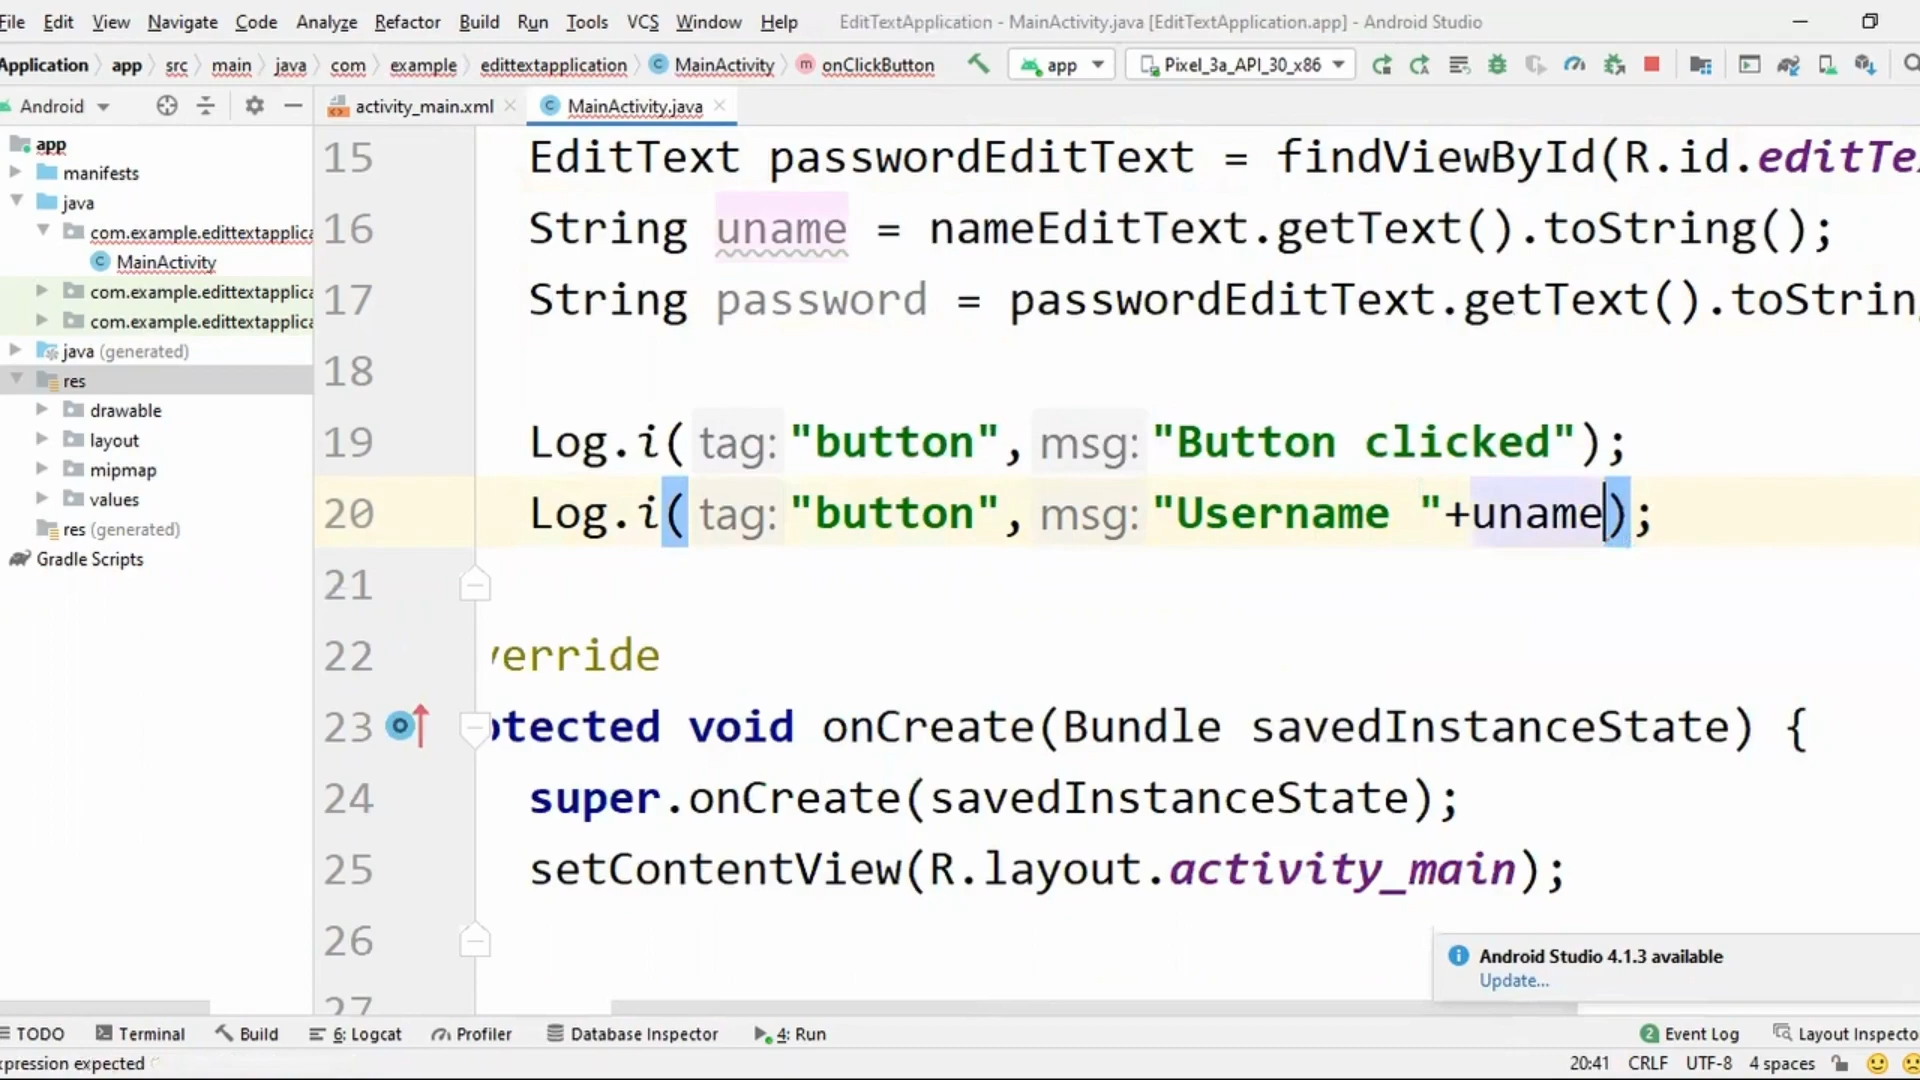 File Edit View Navigate Code Analyze Refactor Build Run Tools VCS Window Help EditTextApplication - MainActivity.java [EditTextApplication.app] - Android Studio
Application app src main java com example edittextapplication MainActivity onClickButton app Pixel_3a_API_30_x86
Android activity_main.xml MainActivity.java
app
manifests
java
com.example.edittextapplica
MainActivity
com.example.edittextapplica
com.example.edittextapplica
java (generated)
res
drawable
layout
mipmap
values
res (generated)
Gradle Scripts
15 EditText passwordEditText = findViewById(R.id.editTe
16 String uname = nameEditText.getText().toString();
17 String password = passwordEditText.getText().toStrin
18
19 Log.i( tag: "button", msg: "Button clicked");
20 Log.i( tag: "button", msg: "Username "+uname);
21
22 verride
23 otected void onCreate(Bundle savedInstanceState) {
24 super.onCreate(savedInstanceState);
25 setContentView(R.layout.activity_main);
26
27
Android Studio 4.1.3 available
Update...
TODO Terminal Build 6: Logcat Profiler Database Inspector 4: Run 2 Event Log Layout Inspecto
xpression expected 20:41 CRLF UTF-8 4 spaces